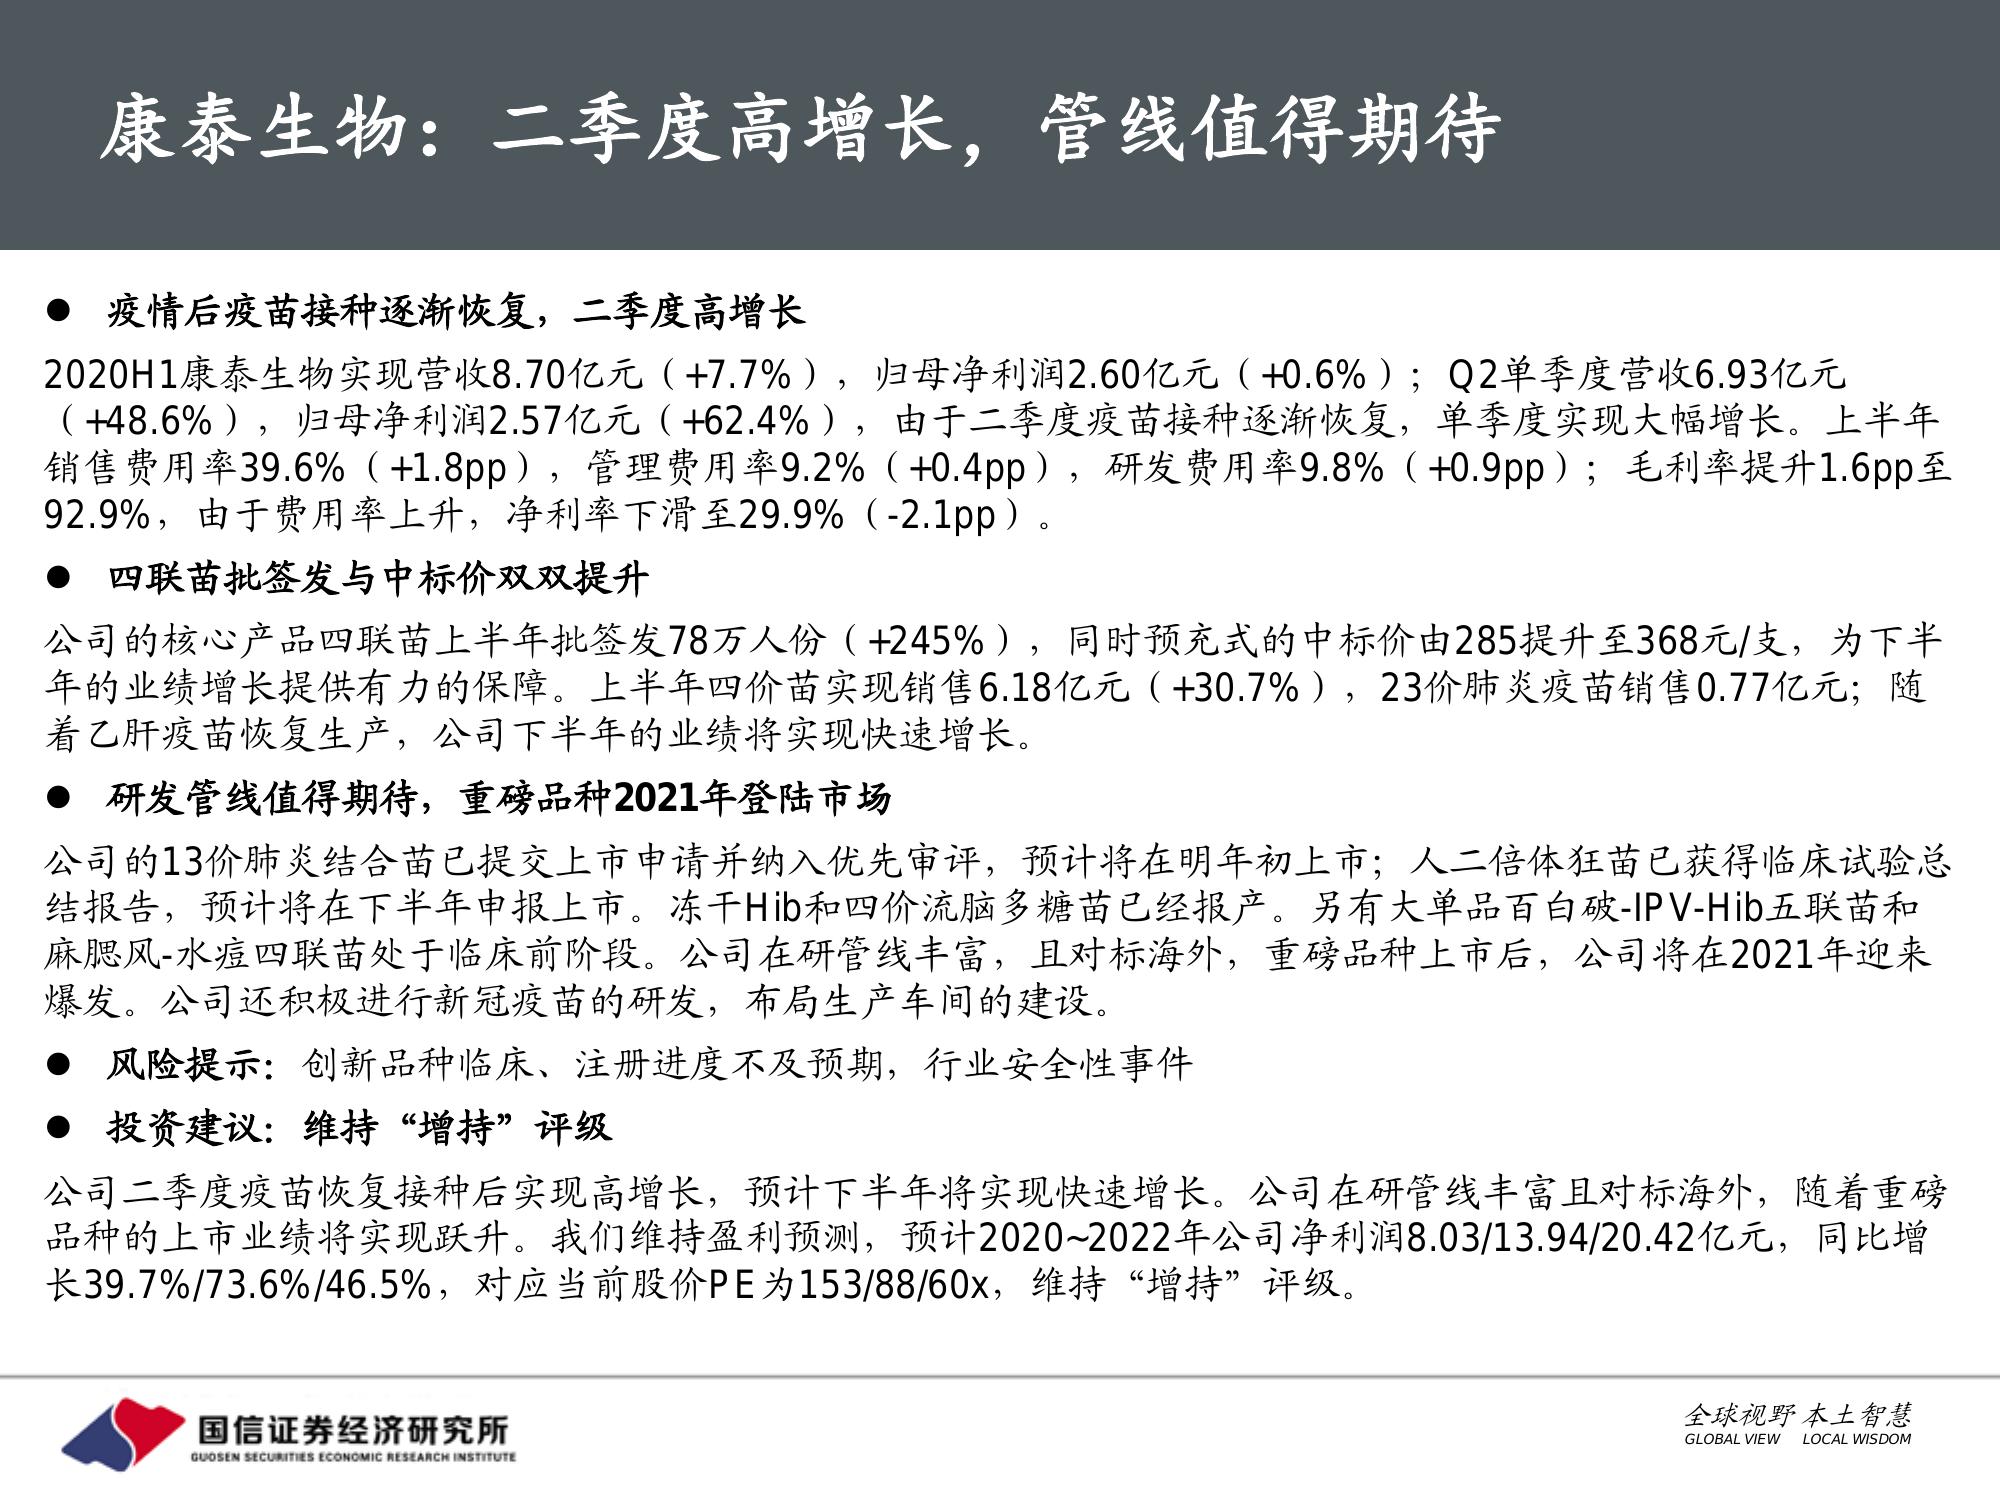 康泰生物：二季度高增长，管线值得期待
● 疫情后疫苗接种逐渐恢复，二季度高增长
2020H1康泰生物实现营收8.70亿元（+7.7%），归母净利润2.60亿元（+0.6%）；Q2单季度营收6.93亿元
（+48.6%），归母净利润2.57亿元（+62.4%），由于二季度疫苗接种逐渐恢复，单季度实现大幅增长。上半年
销售费用率39.6%（+1.8pp），管理费用率9.2%（+0.4pp），研发费用率9.8%（+0.9pp）；毛利率提升1.6pp至
92.9%，由于费用率上升，净利率下滑至29.9%（-2.1pp）。
● 四联苗批签发与中标价双双提升
公司的核心产品四联苗上半年批签发78万人份（+245%），同时预充式的中标价由285提升至368元/支，为下半
年的业绩增长提供有力的保障。上半年四价苗实现销售6.18亿元（+30.7%），23价肺炎疫苗销售0.77亿元；随
着乙肝疫苗恢复生产，公司下半年的业绩将实现快速增长。
● 研发管线值得期待，重磅品种2021年登陆市场
公司的13价肺炎结合苗已提交上市申请并纳入优先审评，预计将在明年初上市；人二倍体狂苗已获得临床试验总
结报告，预计将在下半年申报上市。冻干Hib和四价流脑多糖苗已经报产。另有大单品百白破-IPV-Hib五联苗和
麻腮风-水痘四联苗处于临床前阶段。公司在研管线丰富，且对标海外，重磅品种上市后，公司将在2021年迎来
爆发。公司还积极进行新冠疫苗的研发，布局生产车间的建设。
● 风险提示：创新品种临床、注册进度不及预期，行业安全性事件
● 投资建议：维持“增持”评级
公司二季度疫苗恢复接种后实现高增长，预计下半年将实现快速增长。公司在研管线丰富且对标海外，随着重磅
品种的上市业绩将实现跃升。我们维持盈利预测，预计2020~2022年公司净利润8.03/13.94/20.42亿元，同比增
长39.7%/73.6%/46.5%，对应当前股价PE为153/88/60x，维持“增持”评级。
国信证券经济研究所
GUOSEN SECURITIES ECONOMIC RESEARCH INSTITUTE
全球视野 本土智慧
GLOBAL VIEW LOCAL WISDOM